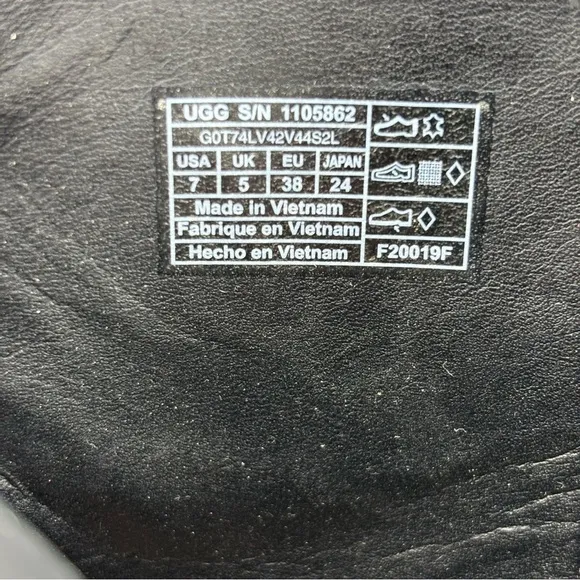 UGG S/N 1105862
G0T74LV42V44S2L
USA UK EU JAPAN
7 5 38 24
Made in Vietnam
Fabrique en Vietnam
Hecho en Vietnam F20019F